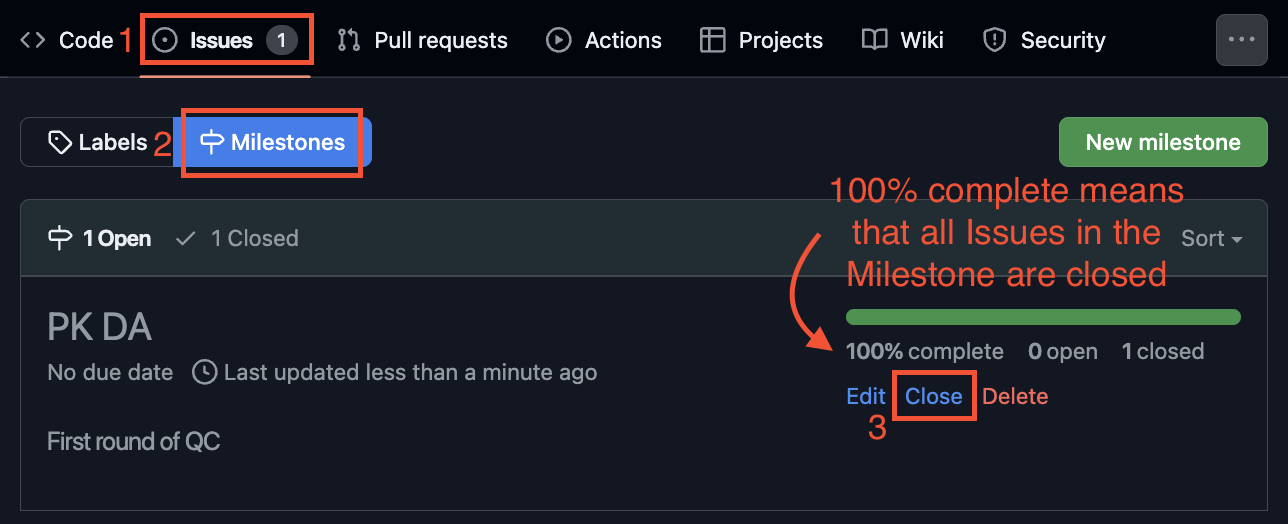 Code 1 Issues 1 Pull requests Actions Projects Wiki Security
Labels 2 Milestones New milestone
100% complete means
that all Issues in the
Milestone are closed
1 Open 1 Closed Sort
PK DA
No due date Last updated less than a minute ago
100% complete 0 open 1 closed
Edit Close Delete
3
First round of QC